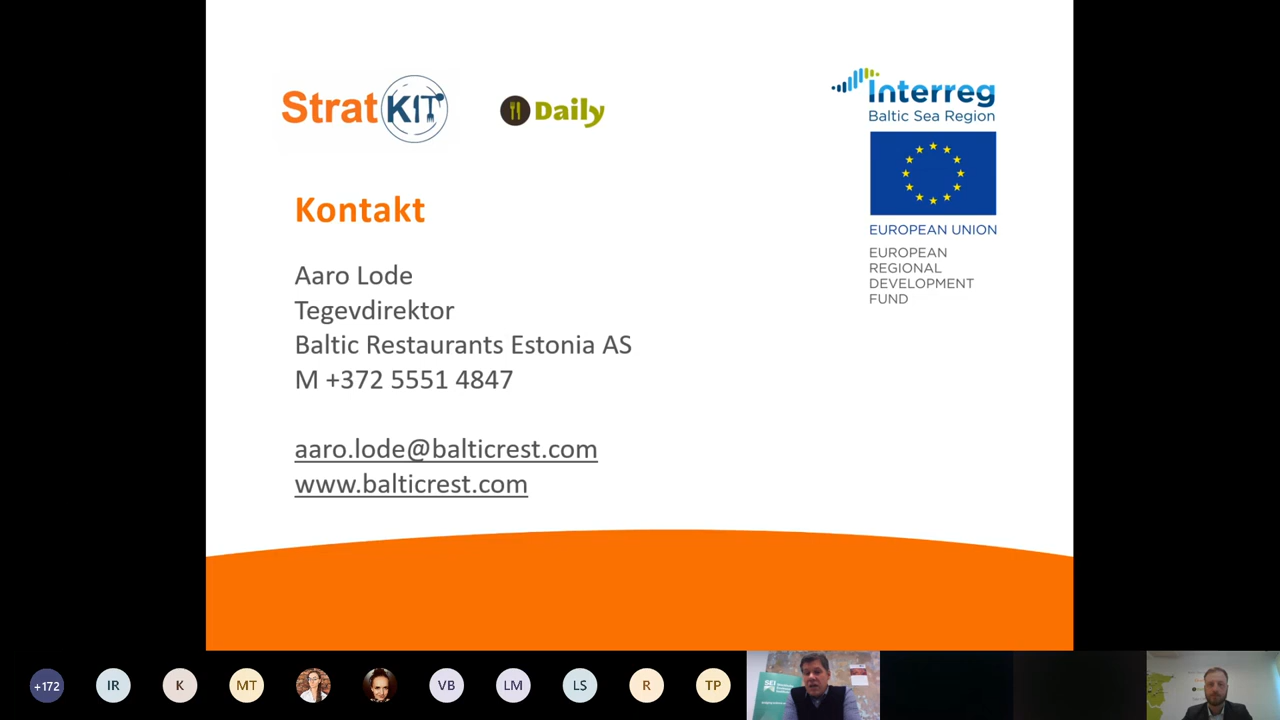 StratKIT
Daily
Interreg
Baltic Sea Region
EUROPEAN UNION
EUROPEAN
REGIONAL
DEVELOPMENT
FUND
Kontakt
Aaro Lode
Tegevdirektor
Baltic Restaurants Estonia AS
M +372 5551 4847
aaro.lode@balticrest.com
www.balticrest.com
+172
IR
K
MT
VB
LM
LS
R
TP
SEI